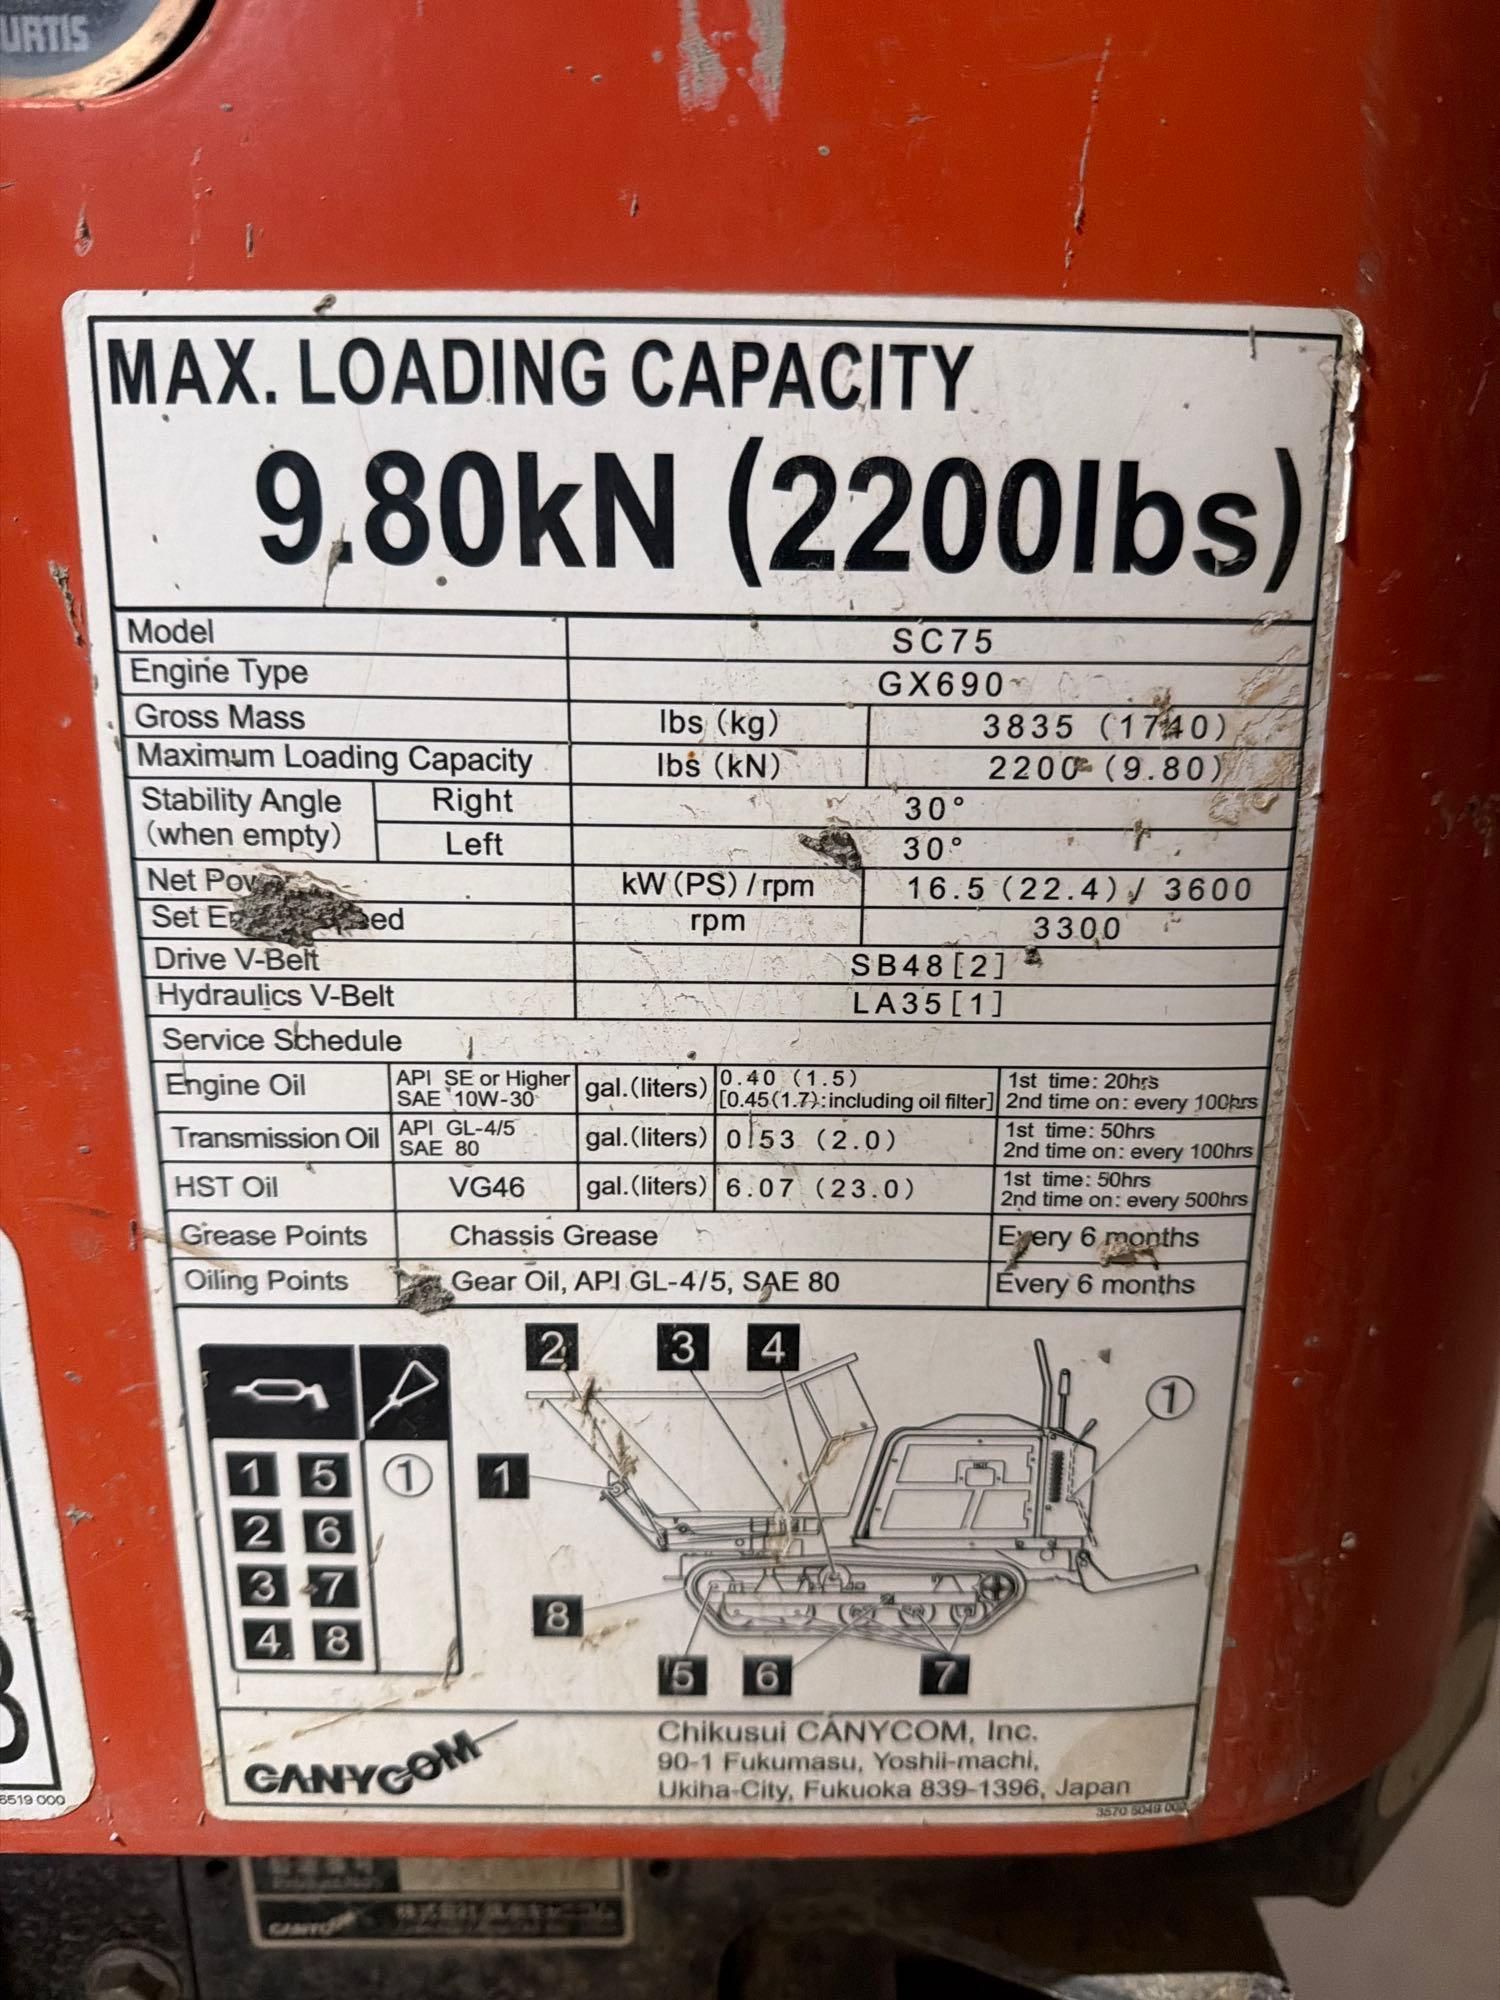 URTIS
MAX. LOADING CAPACITY
9.80kN (2200lbs)
Model SC75
Engine Type GX690
Gross Mass lbs (kg) 3835 (1740)
Maximum Loading Capacity lbs (kN) 2200 (9.80)
Stability Angle (when empty) Right 30°
Left 30°
Net Power kW(PS)/rpm 16.5(22.4)/ 3600
Set rpm 3300
Drive V-Belt SB48[2]
Hydraulics V-Belt LA35[1]
Service Schedule
Engine Oil API SE or Higher SAE 10W-30 gal.(liters) 0.40 (1.5) [0.45(1.7):including oil filter] 1st time: 20hrs 2nd time on: every 100hrs
Transmission Oil API GL-4/5 SAE 80 gal.(liters) 0.53 (2.0) 1st time: 50hrs 2nd time on: every 100hrs
HST Oil VG46 gal.(liters) 6.07 (23.0) 1st time: 50hrs 2nd time on: every 500hrs
Grease Points Chassis Grease Every 6 months
Oiling Points Gear Oil, API GL-4/5, SAE 80 Every 6 months
2 3 4
1
1 5 1 1
2 6
3 7
4 8 8
5 6 7
CANYCOM
Chikusui CANYCOM, Inc.
90-1 Fukumasu, Yoshii-machi,
Ukiha-City, Fukuoka 839-1396, Japan
3570 5049 000
6519 000
CANYCOM